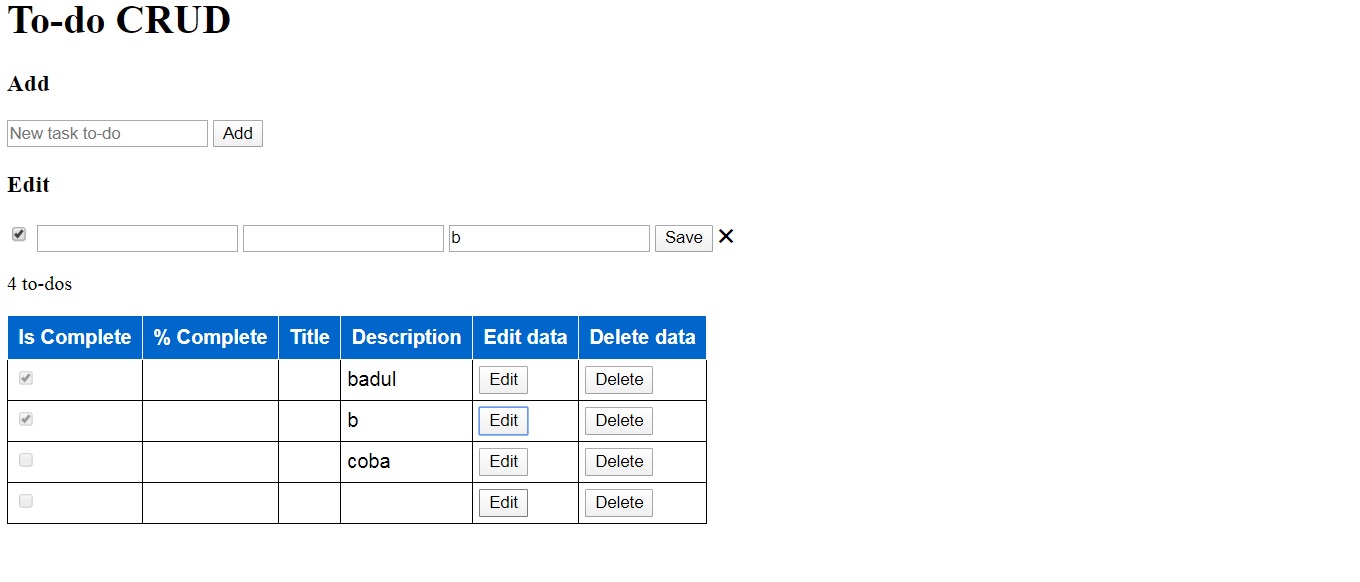 To-do CRUD
Add
New task to-do Add
Edit
b Save ✕
4 to-dos
Is Complete % Complete Title Description Edit data Delete data
badul Edit Delete
b Edit Delete
coba Edit Delete
Edit Delete